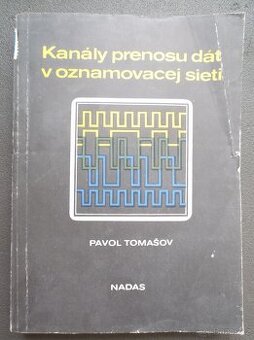 Kanály prenosu dát
v oznamovacej sieti
PAVOL TOMAŠOV
NADAS